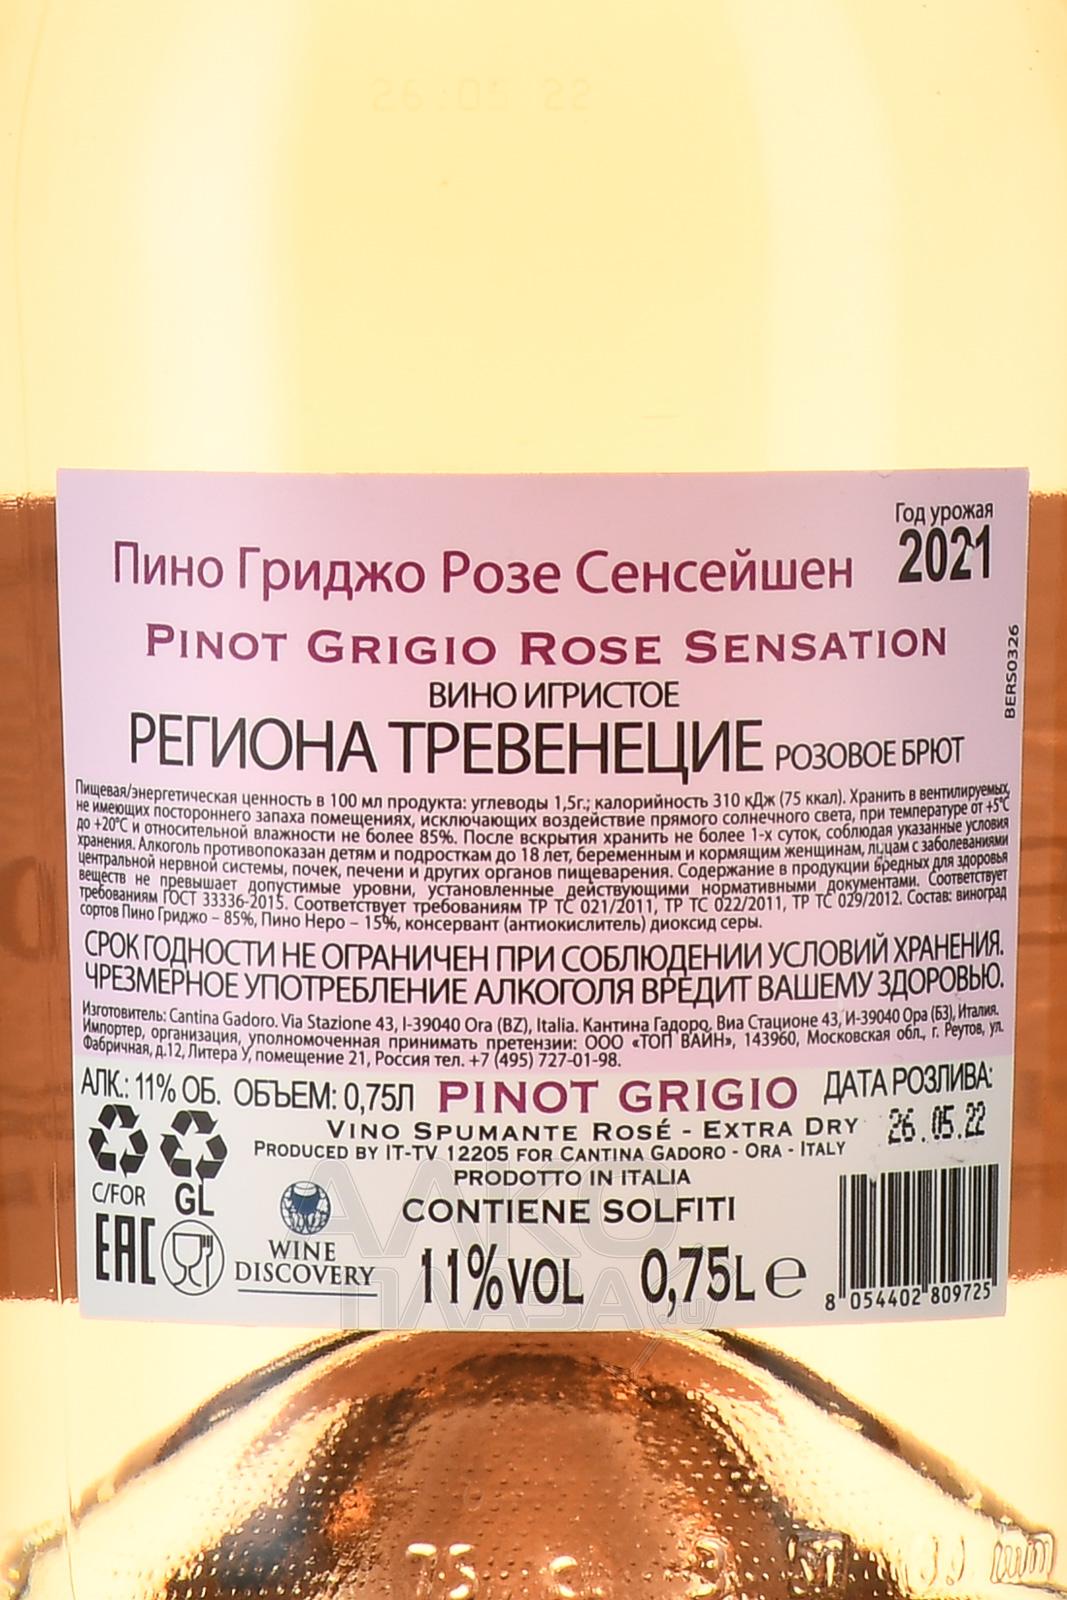 26.05 22
Год урожая
2021
Пино Гриджо Розе Сенсейшен
PINOT GRIGIO ROSE SENSATION
BERS0326
ВИНО ИГРИСТОЕ
РЕГИОНА ТРЕВЕНЕЦИЕ РОЗОВОЕ БРЮТ
Пищевая/энергетическая ценность в 100 мл продукта: углеводы 1,5г.; калорийность 310 кДж (75 ккал). Хранить в вентилируемых,
не имеющих постороннего запаха помещениях, исключающих воздействие прямого солнечного света, при температуре от +5°С
до +20°С и относительной влажности не более 85%. После вскрытия хранить не более 1-х суток, соблюдая указанные условия
хранения. Алкоголь противопоказан детям и подросткам до 18 лет, беременным и кормящим женщинам, лицам с заболеваниями
центральной нервной системы, почек, печени и других органов пищеварения. Содержание в продукции вредных для здоровья
веществ не превышает допустимые уровни, установленные действующими нормативными документами. Соответствует
требованиям ГОСТ 33336-2015. Соответствует требованиям ТР ТС 021/2011, ТР ТС 022/2011, ТР ТС 029/2012. Состав: виноград
сортов Пино Гриджо – 85%, Пино Неро – 15%, консервант (антиокислитель) диоксид серы.
СРОК ГОДНОСТИ НЕ ОГРАНИЧЕН ПРИ СОБЛЮДЕНИИ УСЛОВИЙ ХРАНЕНИЯ.
ЧРЕЗМЕРНОЕ УПОТРЕБЛЕНИЕ АЛКОГОЛЯ ВРЕДИТ ВАШЕМУ ЗДОРОВЬЮ.
Изготовитель: Cantina Gadoro. Via Stazione 43, I-39040 Ora (BZ), Italia. Кантина Гадоро, Виа Стационе 43, И-39040 Ора (БЗ), Италия.
Импортер, организация, уполномоченная принимать претензии: ООО «ТОП ВАЙН», 143960, Московская обл., г. Реутов, ул.
Фабричная, д.12, Литера У, помещение 21, Россия тел. +7 (495) 727-01-98.
АЛК.: 11% ОБ. ОБЪЕМ: 0,75Л PINOT GRIGIO ДАТА РОЗЛИВА:
26.05.22
VINO SPUMANTE ROSÉ - EXTRA DRY
PRODUCED BY IT-TV 12205 FOR CANTINA GADORO - ORA - ITALY
PRODOTTO IN ITALIA
C/FOR GL
CONTIENE SOLFITI
EAC
WINE
DISCOVERY
11%VOL 0,75L e
8 054402 809725
АЛКО
ПЛАЗА.ru